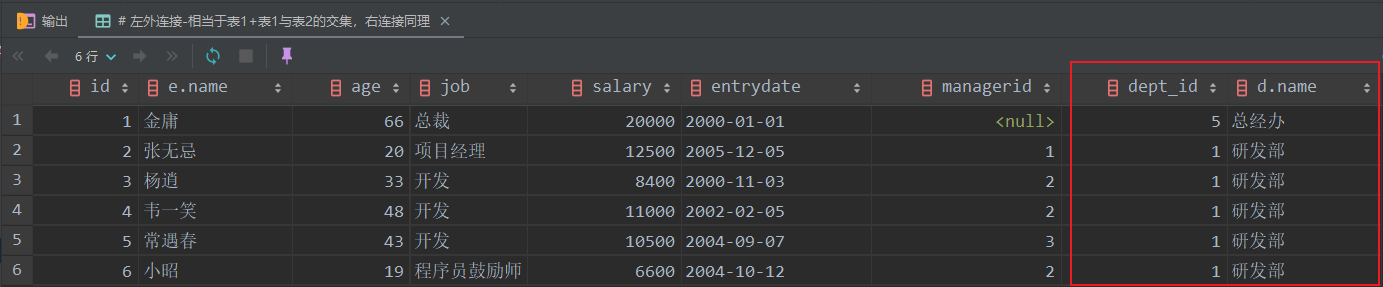 输出 # 左外连接-相当于表1+表1与表2的交集，右连接同理
6 行
id e.name age job salary entrydate managerid dept_id d.name
1 1 金庸 66 总裁 20000 2000-01-01 <null> 5 总经办
2 2 张无忌 20 项目经理 12500 2005-12-05 1 1 研发部
3 3 杨逍 33 开发 8400 2000-11-03 2 1 研发部
4 4 韦一笑 48 开发 11000 2002-02-05 2 1 研发部
5 5 常遇春 43 开发 10500 2004-09-07 3 1 研发部
6 6 小昭 19 程序员鼓励师 6600 2004-10-12 2 1 研发部